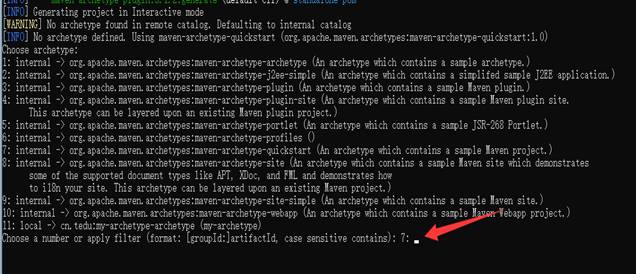 [INFO] Generating project in Interactive mode
[WARNING] No archetype found in remote catalog. Defaulting to internal catalog
[INFO] No archetype defined. Using maven-archetype-quickstart (org.apache.maven.archetypes:maven-archetype-quickstart:1.0)
Choose archetype:
1: internal -> org.apache.maven.archetypes:maven-archetype-archetype (An archetype which contains a sample archetype.)
2: internal -> org.apache.maven.archetypes:maven-archetype-j2ee-simple (An archetype which contains a simplifed sample J2EE application.)
3: internal -> org.apache.maven.archetypes:maven-archetype-plugin (An archetype which contains a sample Maven plugin.)
4: internal -> org.apache.maven.archetypes:maven-archetype-plugin-site (An archetype which contains a sample Maven plugin site.
This archetype can be layered upon an existing Maven plugin project.)
5: internal -> org.apache.maven.archetypes:maven-archetype-portlet (An archetype which contains a sample JSR-268 Portlet.)
6: internal -> org.apache.maven.archetypes:maven-archetype-profiles ()
7: internal -> org.apache.maven.archetypes:maven-archetype-quickstart (An archetype which contains a sample Maven project.)
8: internal -> org.apache.maven.archetypes:maven-archetype-site (An archetype which contains a sample Maven site which demonstrates
some of the supported document types like APT, XDoc, and FML and demonstrates how
to i18n your site. This archetype can be layered upon an existing Maven project.)
9: internal -> org.apache.maven.archetypes:maven-archetype-site-simple (An archetype which contains a sample Maven site.)
10: internal -> org.apache.maven.archetypes:maven-archetype-webapp (An archetype which contains a sample Maven Webapp project.)
11: local -> cn.tedu:my-archetype-archetype (my-archetype)
Choose a number or apply filter (format: [groupId:]artifactId, case sensitive contains): 7: